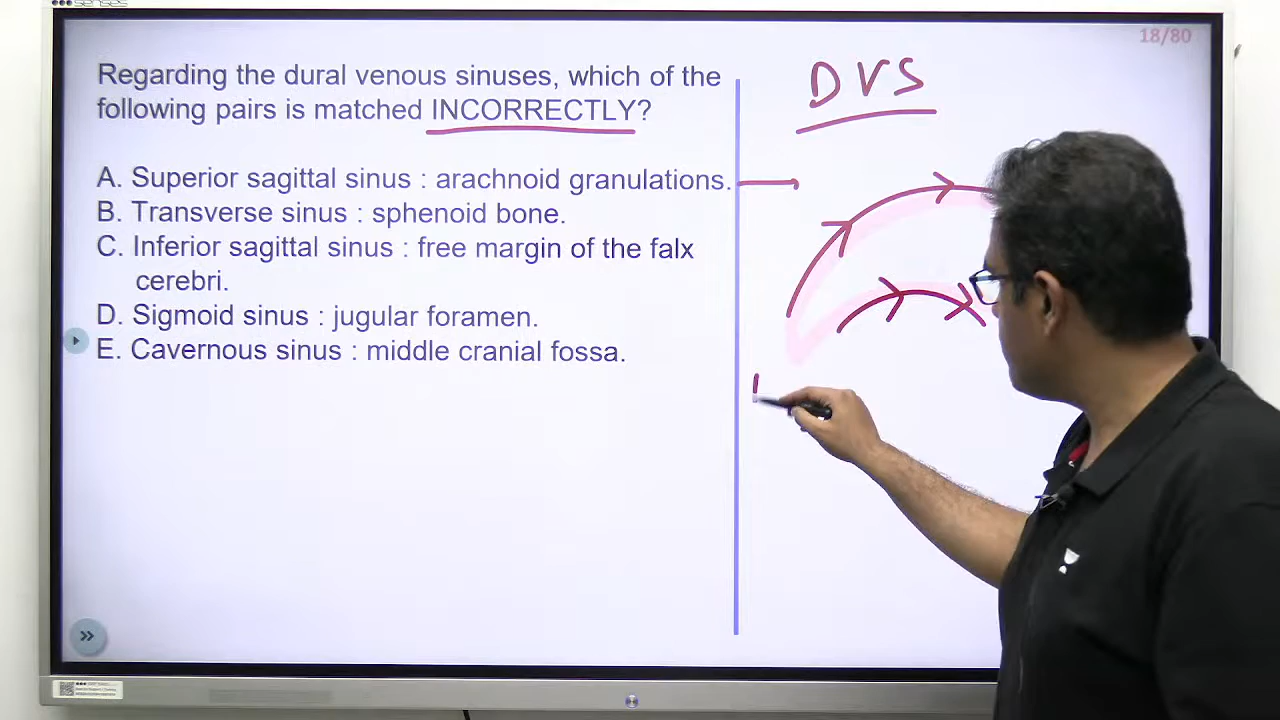 senses
18/80
Regarding the dural venous sinuses, which of the
following pairs is matched INCORRECTLY?
A. Superior sagittal sinus : arachnoid granulations.
B. Transverse sinus : sphenoid bone.
C. Inferior sagittal sinus : free margin of the falx
cerebri.
D. Sigmoid sinus : jugular foramen.
E. Cavernous sinus : middle cranial fossa.
DVS